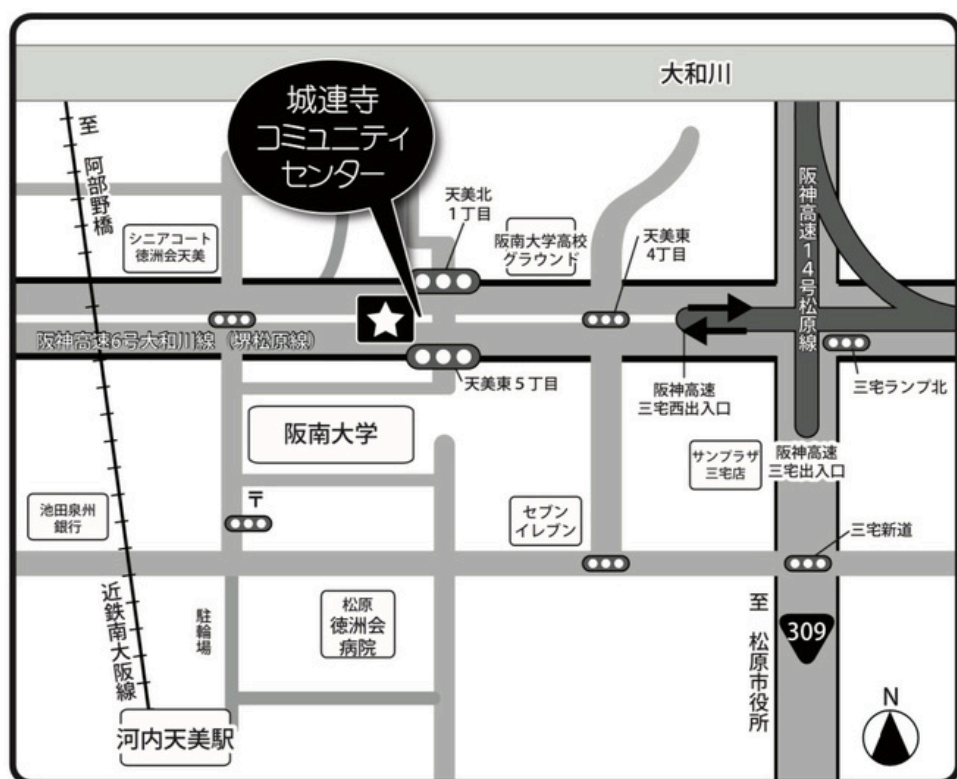 大和川
城連寺
コミュニティ
センター
至 阿部野橋
シニアコート
徳洲会天美
天美北
1丁目
阪南大学高校
グラウンド
天美東
4丁目
阪神高速14号松原線
阪神高速6号大和川線(堺松原線)
天美東5丁目
阪神高速
三宅西出入口
三宅ランプ北
阪南大学
サンプラザ
三宅店
阪神高速
三宅出入口
池田泉州
銀行
〒
セブン
イレブン
三宅新道
近鉄南大阪線
駐輪場
松原
徳洲会
病院
至 松原市役所
309
河内天美駅
N